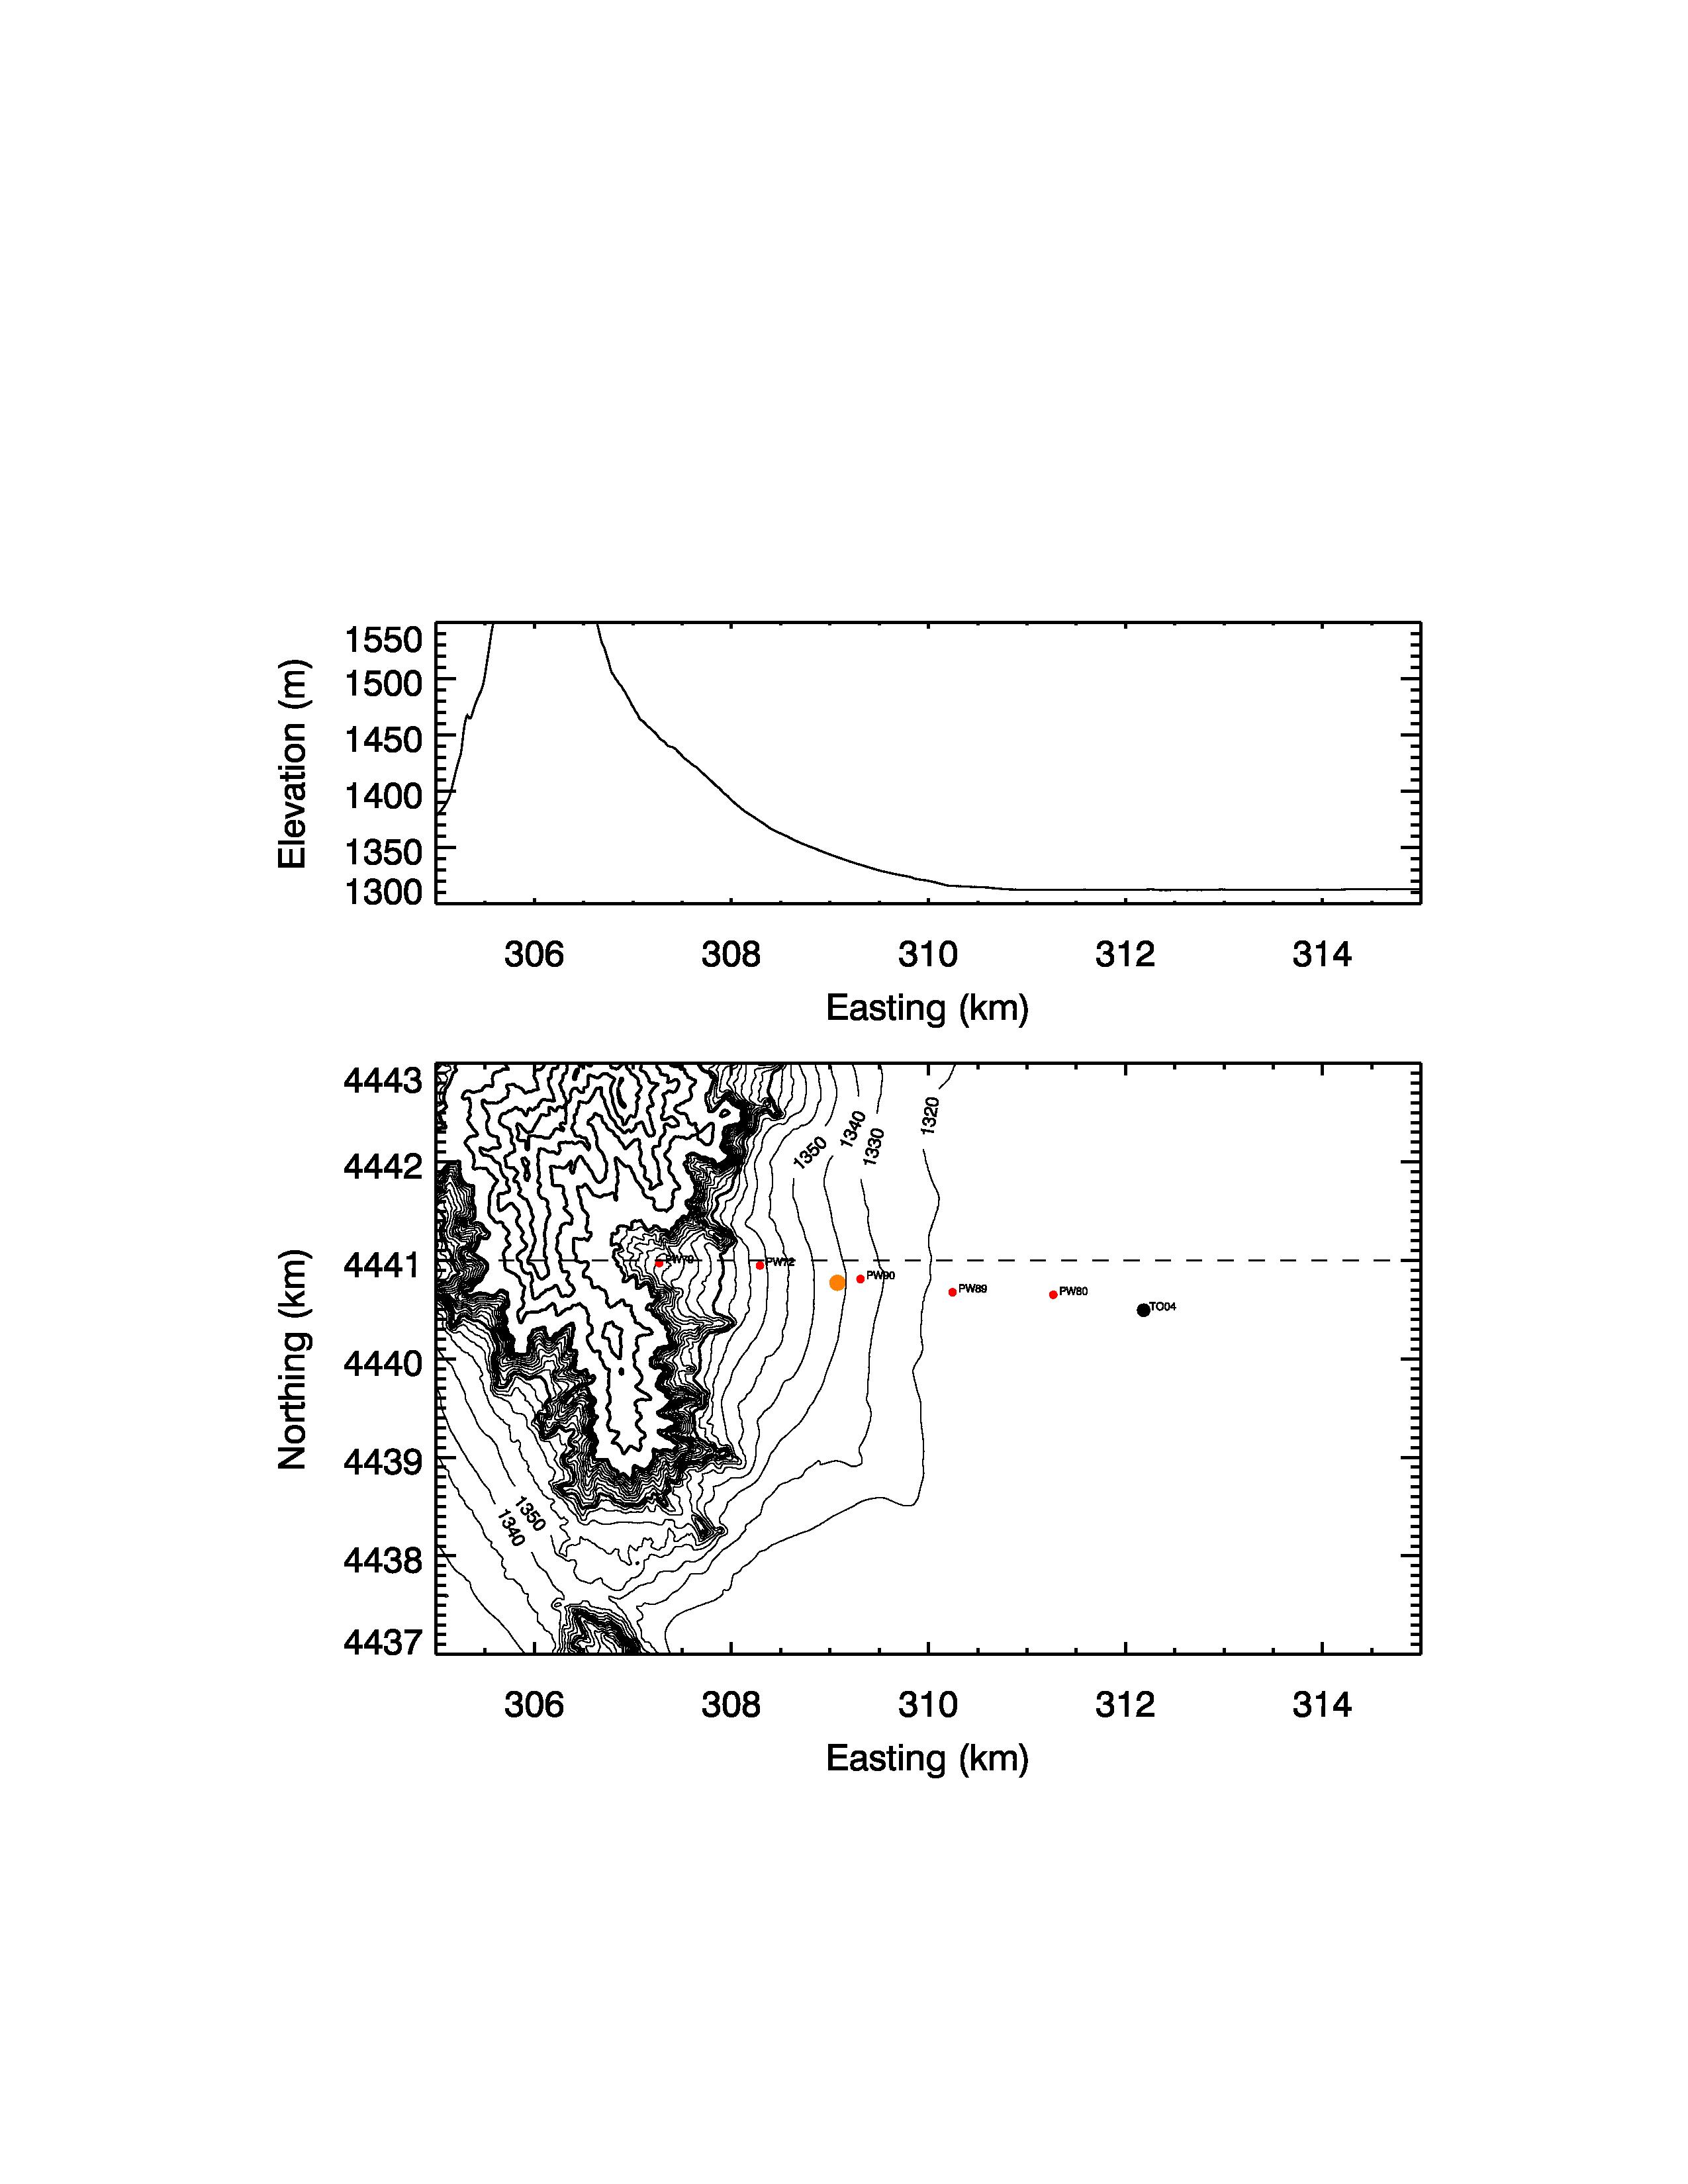 1550
1500
1450
1400
1350
1300
Elevation (m)
306 308 310 312 314
Easting (km)
4443
4442
4441
4440
4439
4438
4437
Northing (km)
1350
1340
1330
1320
PW79
PW72
PW90
PW89
PW80
TO04
1350
1340
306 308 310 312 314
Easting (km)